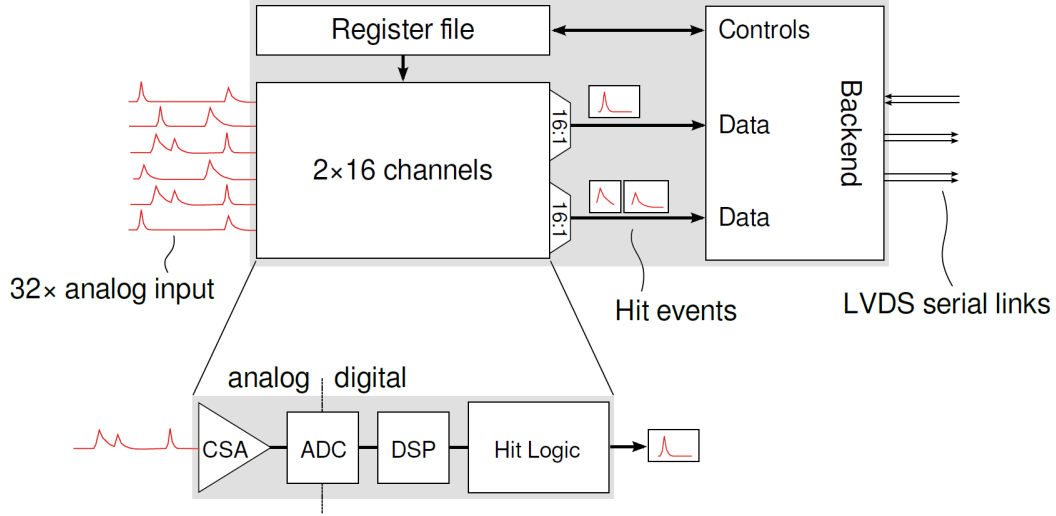 Register file
Controls
16:1
Data
Backend
2×16 channels
16:1
Data
32× analog input
Hit events
LVDS serial links
analog
digital
CSA
ADC
DSP
Hit Logic